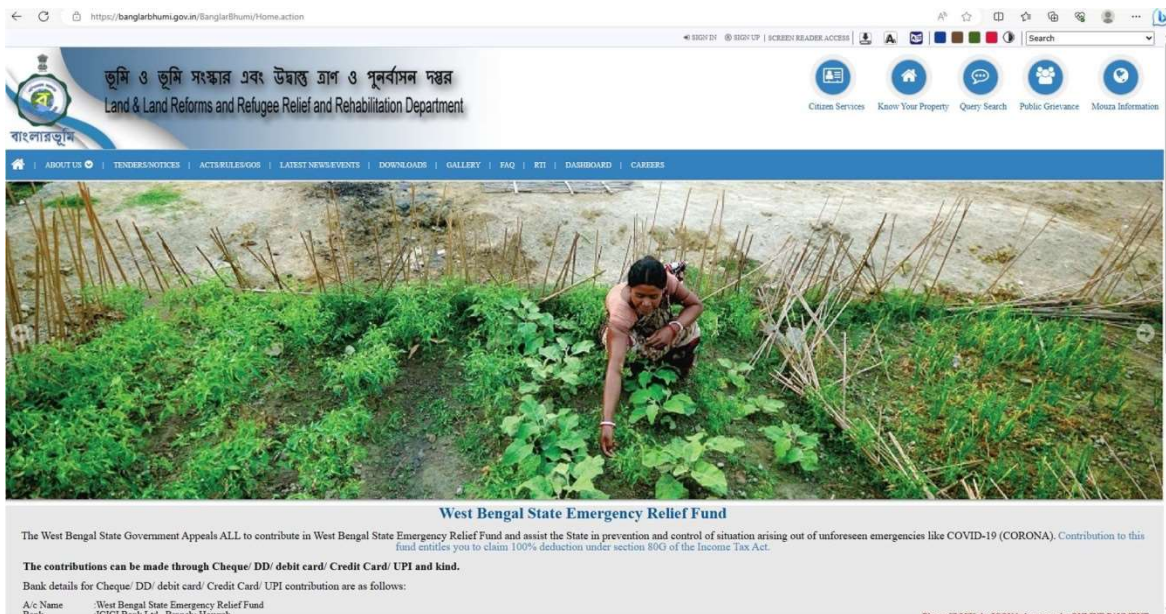 https://banglarbhumi.gov.in/BanglarBhumi/Home.action
SIGN IN SIGN UP | SCREEN READER ACCESS Search
ভূমি ও ভূমি সংস্কার এবং উদ্বাস্তু ত্রাণ ও পুনর্বাসন দপ্তর
Land & Land Reforms and Refugee Relief and Rehabilitation Department
বাংলারভূমি
Citizen Services Know Your Property Query Search Public Grievance Mouza Information
ABOUT US | TENDERS/NOTICES | ACTS/RULES/GOS | LATEST NEWS/EVENTS | DOWNLOADS | GALLERY | FAQ | RTI | DASHBOARD | CAREERS
West Bengal State Emergency Relief Fund
The West Bengal State Government Appeals ALL to contribute in West Bengal State Emergency Relief Fund and assist the State in prevention and control of situation arising out of unforeseen emergencies like COVID-19 (CORONA). Contribution to this
fund entitles you to claim 100% deduction under section 80G of the Income Tax Act.
The contributions can be made through Cheque/ DD/ debit card/ Credit Card/ UPI and kind.
Bank details for Cheque/ DD/ debit card/ Credit Card/ UPI contribution are as follows:
A/c Name :West Bengal State Emergency Relief Fund
Bank :ICICI Bank Ltd.